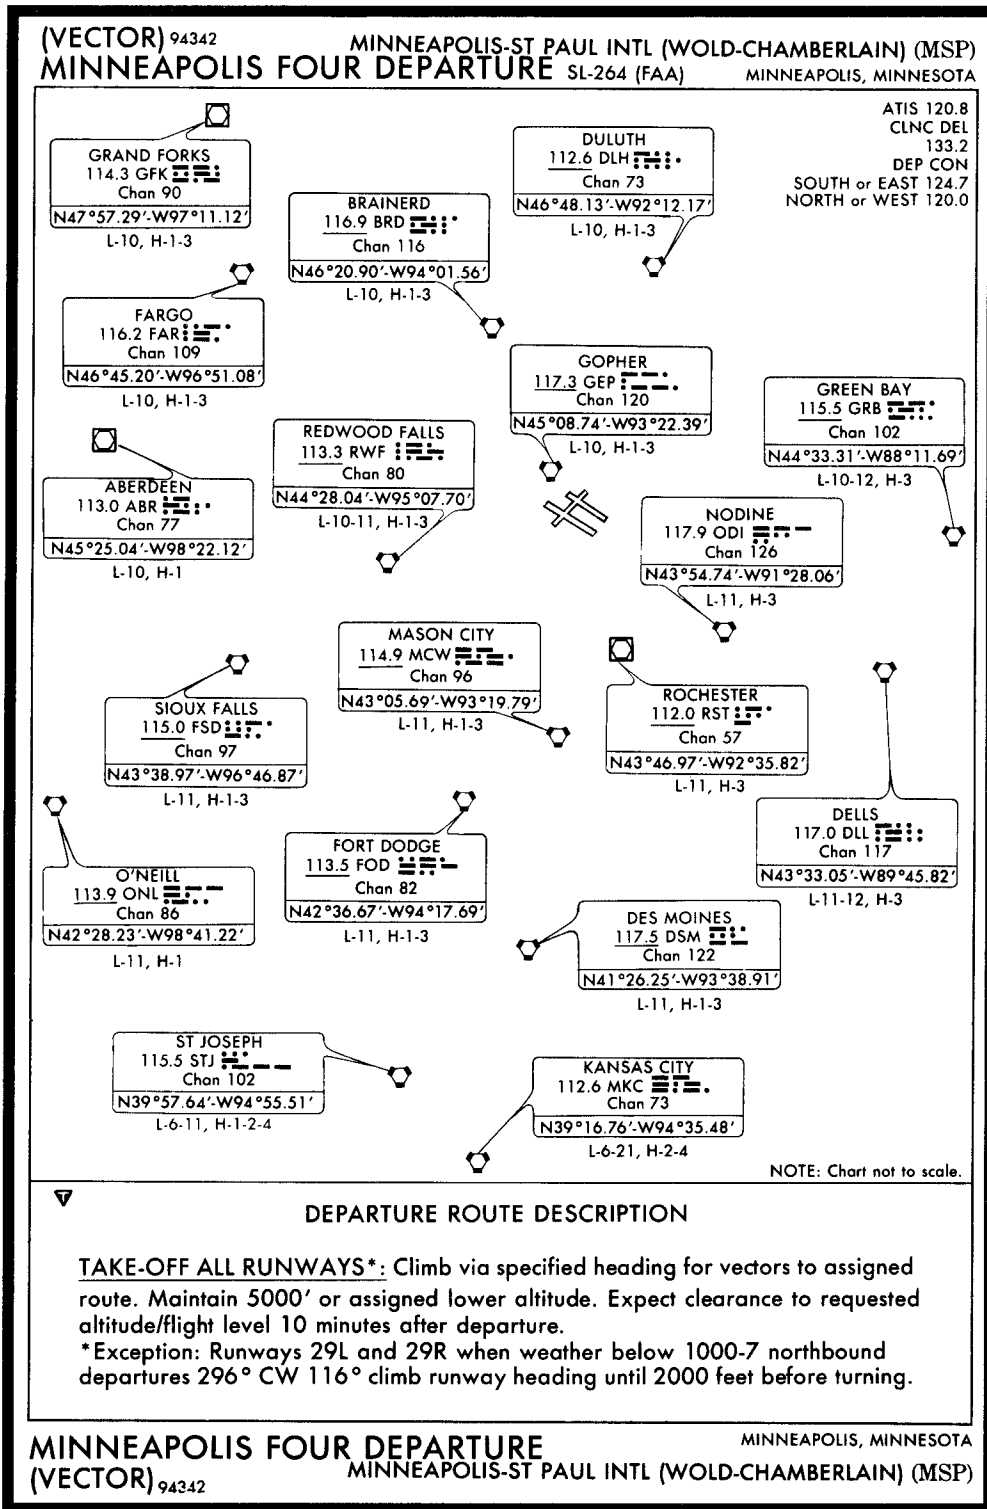 (VECTOR) 94342
MINNEAPOLIS-ST PAUL INTL (WOLD-CHAMBERLAIN) (MSP)
MINNEAPOLIS FOUR DEPARTURE SL-264 (FAA)
MINNEAPOLIS, MINNESOTA
ATIS 120.8
CLNC DEL
133.2
DEP CON
SOUTH or EAST 124.7
NORTH or WEST 120.0
GRAND FORKS
114.3 GFK
Chan 90
N47°57.29'-W97°11.12'
L-10, H-1-3
DULUTH
112.6 DLH
Chan 73
N46°48.13'-W92°12.17'
L-10, H-1-3
BRAINERD
116.9 BRD
Chan 116
N46°20.90'-W94°01.56'
L-10, H-1-3
FARGO
116.2 FAR
Chan 109
N46°45.20'-W96°51.08'
L-10, H-1-3
GOPHER
117.3 GEP
Chan 120
N45°08.74'-W93°22.39'
L-10, H-1-3
GREEN BAY
115.5 GRB
Chan 102
N44°33.31'-W88°11.69'
L-10-12, H-3
REDWOOD FALLS
113.3 RWF
Chan 80
N44°28.04'-W95°07.70'
L-10-11, H-1-3
ABERDEEN
113.0 ABR
Chan 77
N45°25.04'-W98°22.12'
L-10, H-1
NODINE
117.9 ODI
Chan 126
N43°54.74'-W91°28.06'
L-11, H-3
MASON CITY
114.9 MCW
Chan 96
N43°05.69'-W93°19.79'
L-11, H-1-3
ROCHESTER
112.0 RST
Chan 57
N43°46.97'-W92°35.82'
L-11, H-3
SIOUX FALLS
115.0 FSD
Chan 97
N43°38.97'-W96°46.87'
L-11, H-1-3
DELLS
117.0 DLL
Chan 117
N43°33.05'-W89°45.82'
L-11-12, H-3
FORT DODGE
113.5 FOD
Chan 82
N42°36.67'-W94°17.69'
L-11, H-1-3
O'NEILL
113.9 ONL
Chan 86
N42°28.23'-W98°41.22'
L-11, H-1
DES MOINES
117.5 DSM
Chan 122
N41°26.25'-W93°38.91'
L-11, H-1-3
ST JOSEPH
115.5 STJ
Chan 102
N39°57.64'-W94°55.51'
L-6-11, H-1-2-4
KANSAS CITY
112.6 MKC
Chan 73
N39°16.76'-W94°35.48'
L-6-21, H-2-4
NOTE: Chart not to scale.
T
DEPARTURE ROUTE DESCRIPTION
TAKE-OFF ALL RUNWAYS*: Climb via specified heading for vectors to assigned
route. Maintain 5000' or assigned lower altitude. Expect clearance to requested
altitude/flight level 10 minutes after departure.
*Exception: Runways 29L and 29R when weather below 1000-7 northbound
departures 296° CW 116° climb runway heading until 2000 feet before turning.
MINNEAPOLIS FOUR DEPARTURE
MINNEAPOLIS, MINNESOTA
(VECTOR) 94342
MINNEAPOLIS-ST PAUL INTL (WOLD-CHAMBERLAIN) (MSP)